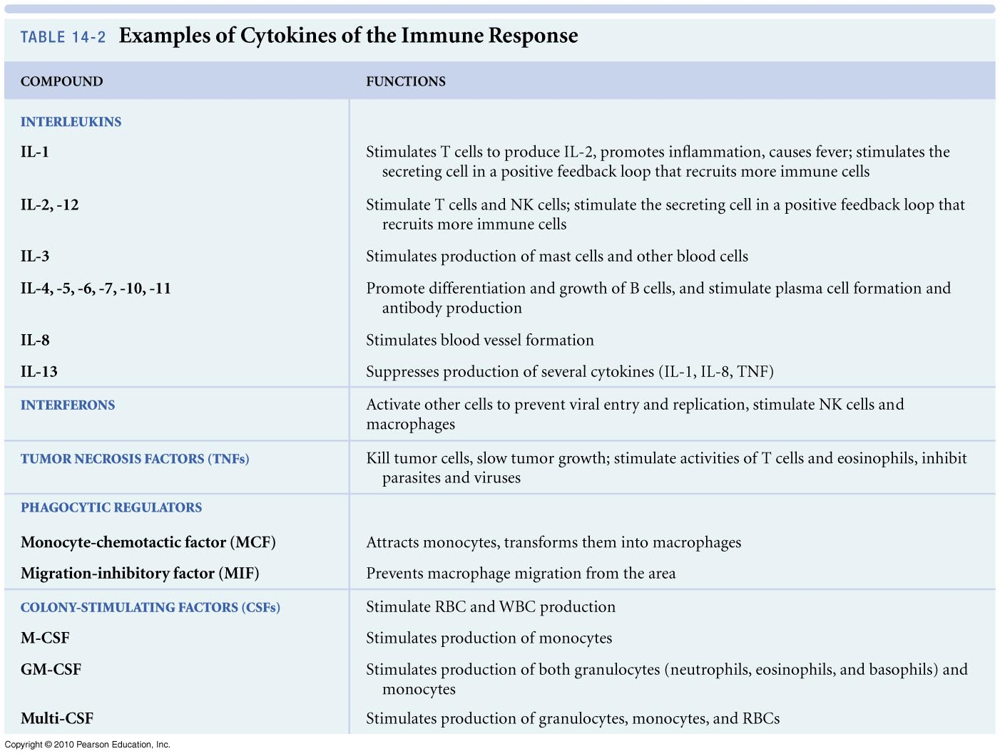 TABLE 14-2 Examples of Cytokines of the Immune Response
COMPOUND FUNCTIONS
INTERLEUKINS
IL-1 Stimulates T cells to produce IL-2, promotes inflammation, causes fever; stimulates the
secreting cell in a positive feedback loop that recruits more immune cells
IL-2, -12 Stimulate T cells and NK cells; stimulate the secreting cell in a positive feedback loop that
recruits more immune cells
IL-3 Stimulates production of mast cells and other blood cells
IL-4, -5, -6, -7, -10, -11 Promote differentiation and growth of B cells, and stimulate plasma cell formation and
antibody production
IL-8 Stimulates blood vessel formation
IL-13 Suppresses production of several cytokines (IL-1, IL-8, TNF)
INTERFERONS Activate other cells to prevent viral entry and replication, stimulate NK cells and
macrophages
TUMOR NECROSIS FACTORS (TNFs) Kill tumor cells, slow tumor growth; stimulate activities of T cells and eosinophils, inhibit
parasites and viruses
PHAGOCYTIC REGULATORS
Monocyte-chemotactic factor (MCF) Attracts monocytes, transforms them into macrophages
Migration-inhibitory factor (MIF) Prevents macrophage migration from the area
COLONY-STIMULATING FACTORS (CSFs) Stimulate RBC and WBC production
M-CSF Stimulates production of monocytes
GM-CSF Stimulates production of both granulocytes (neutrophils, eosinophils, and basophils) and
monocytes
Multi-CSF Stimulates production of granulocytes, monocytes, and RBCs
Copyright © 2010 Pearson Education, Inc.